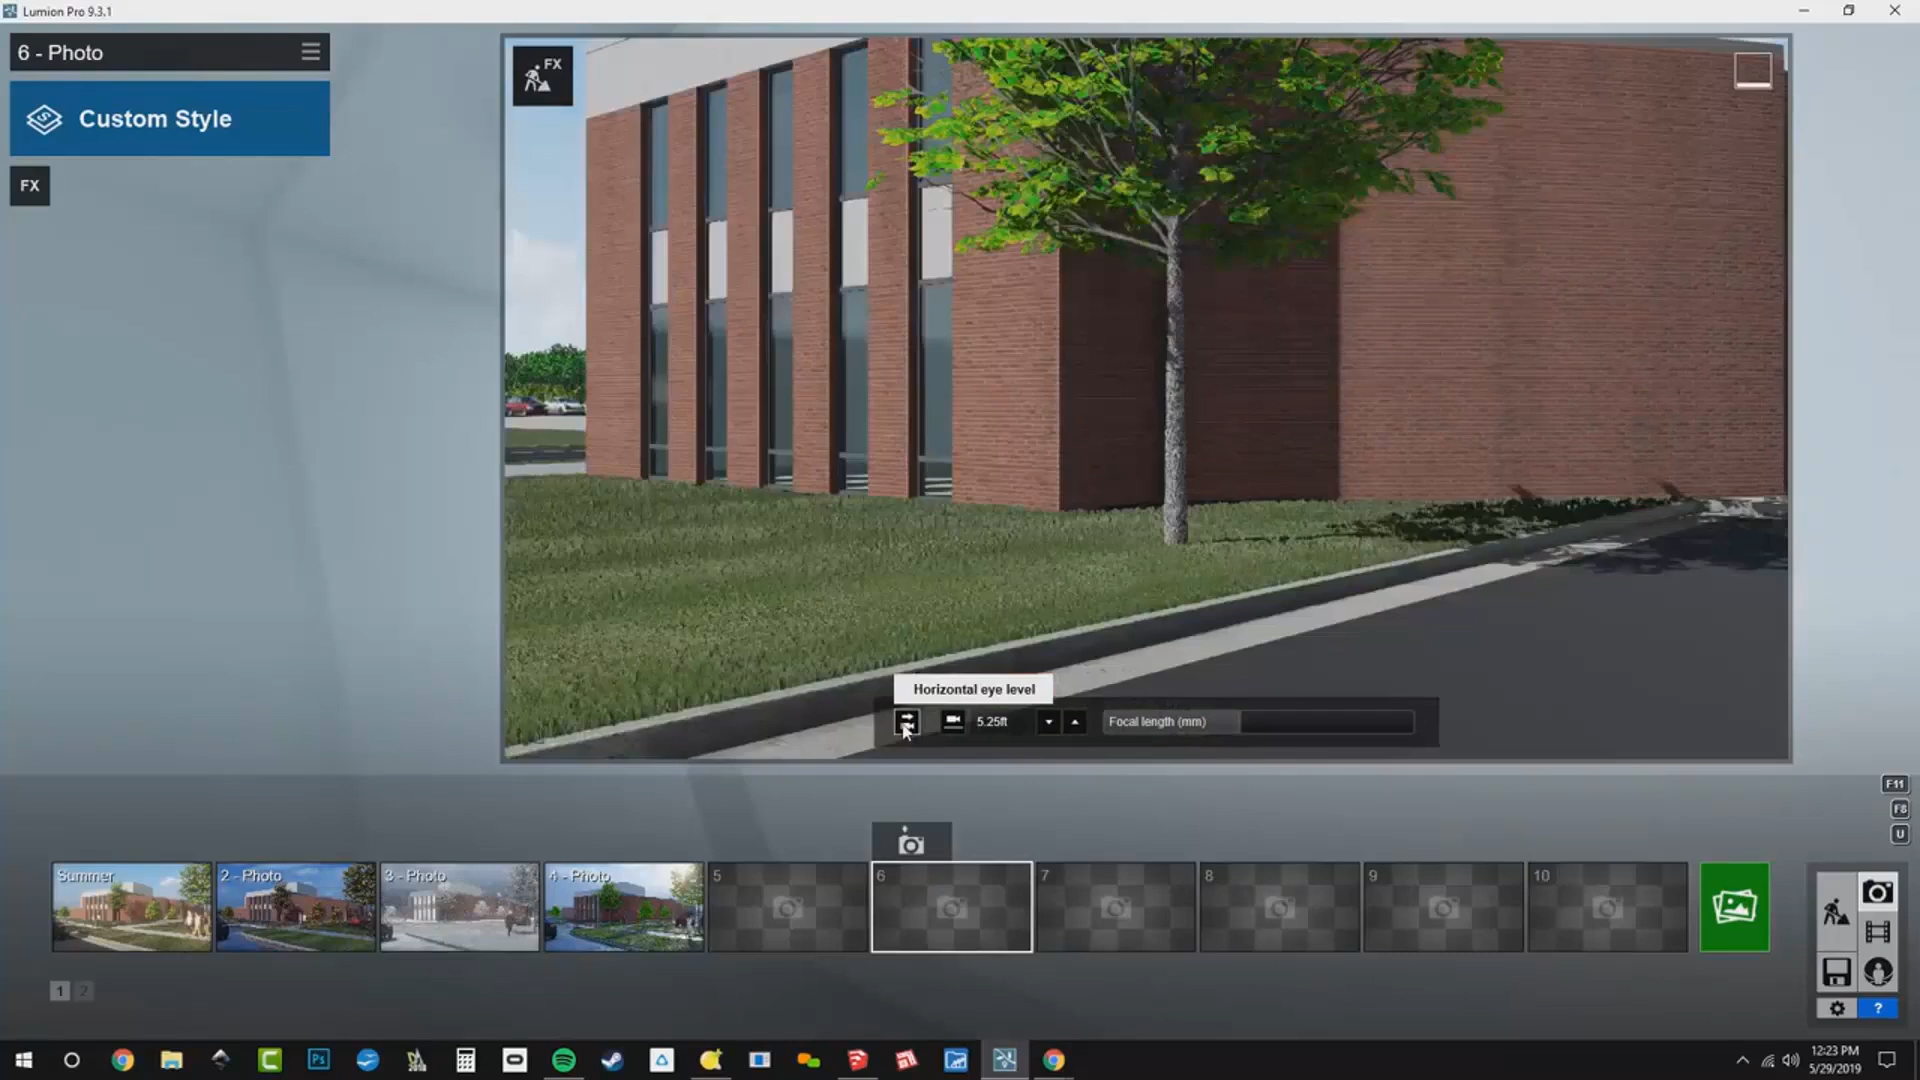 Lumion Pro 9.3.1
6 - Photo
Custom Style
FX
FX
Horizontal eye level
5.25ft
Focal length (mm)
F11
F8
U
Summer
2 - Photo
3 - Photo
4 - Photo
5
6
7
8
9
10
1
2
?
Ps
12:23 PM
5/29/2019